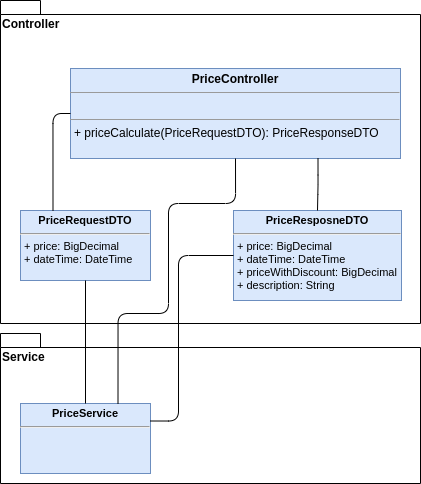 Controller
PriceController
+ priceCalculate(PriceRequestDTO): PriceResponseDTO
PriceRequestDTO
+ price: BigDecimal
+ dateTime: DateTime
PriceResposneDTO
+ price: BigDecimal
+ dateTime: DateTime
+ priceWithDiscount: BigDecimal
+ description: String
Service
PriceService